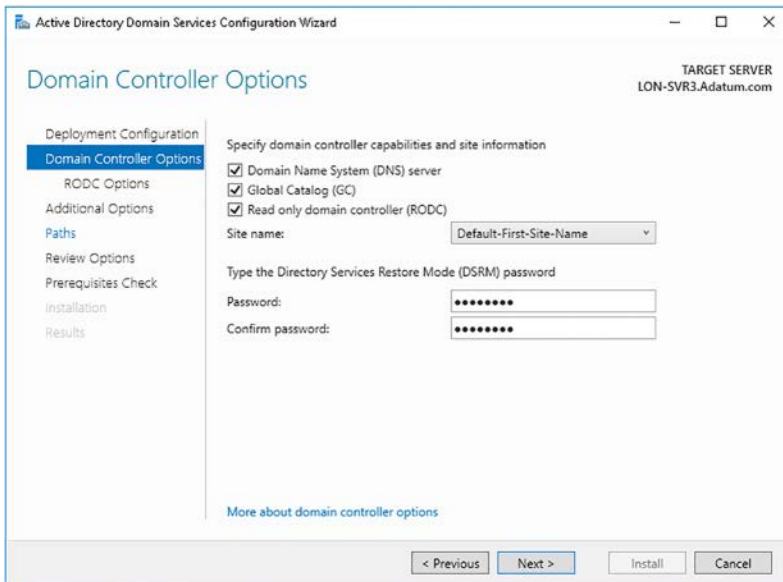 Active Directory Domain Services Configuration Wizard
Domain Controller Options
TARGET SERVER
LON-SVR3.Adatum.com
Deployment Configuration
Domain Controller Options
RODC Options
Additional Options
Paths
Review Options
Prerequisites Check
Installation
Results
Specify domain controller capabilities and site information
Domain Name System (DNS) server
Global Catalog (GC)
Read only domain controller (RODC)
Site name: Default-First-Site-Name
Type the Directory Services Restore Mode (DSRM) password
Password: ••••••••
Confirm password: ••••••••
More about domain controller options
< Previous Next > Install Cancel